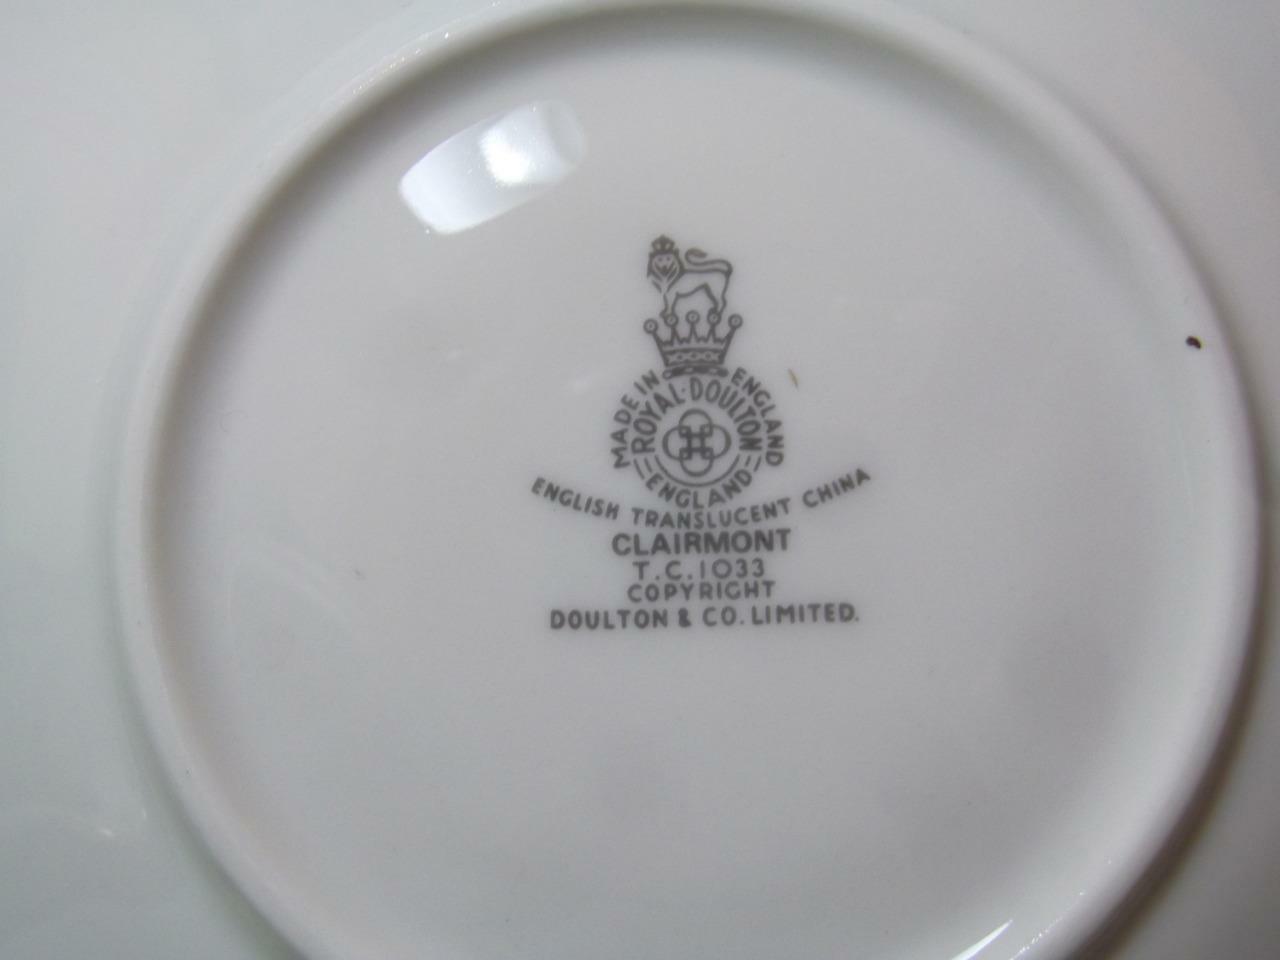 MADE IN ENGLAND
ROYAL·DOULTON
ENGLAND
ENGLISH TRANSLUCENT CHINA
CLAIRMONT
T.C.1033
COPYRIGHT
DOULTON & CO. LIMITED.